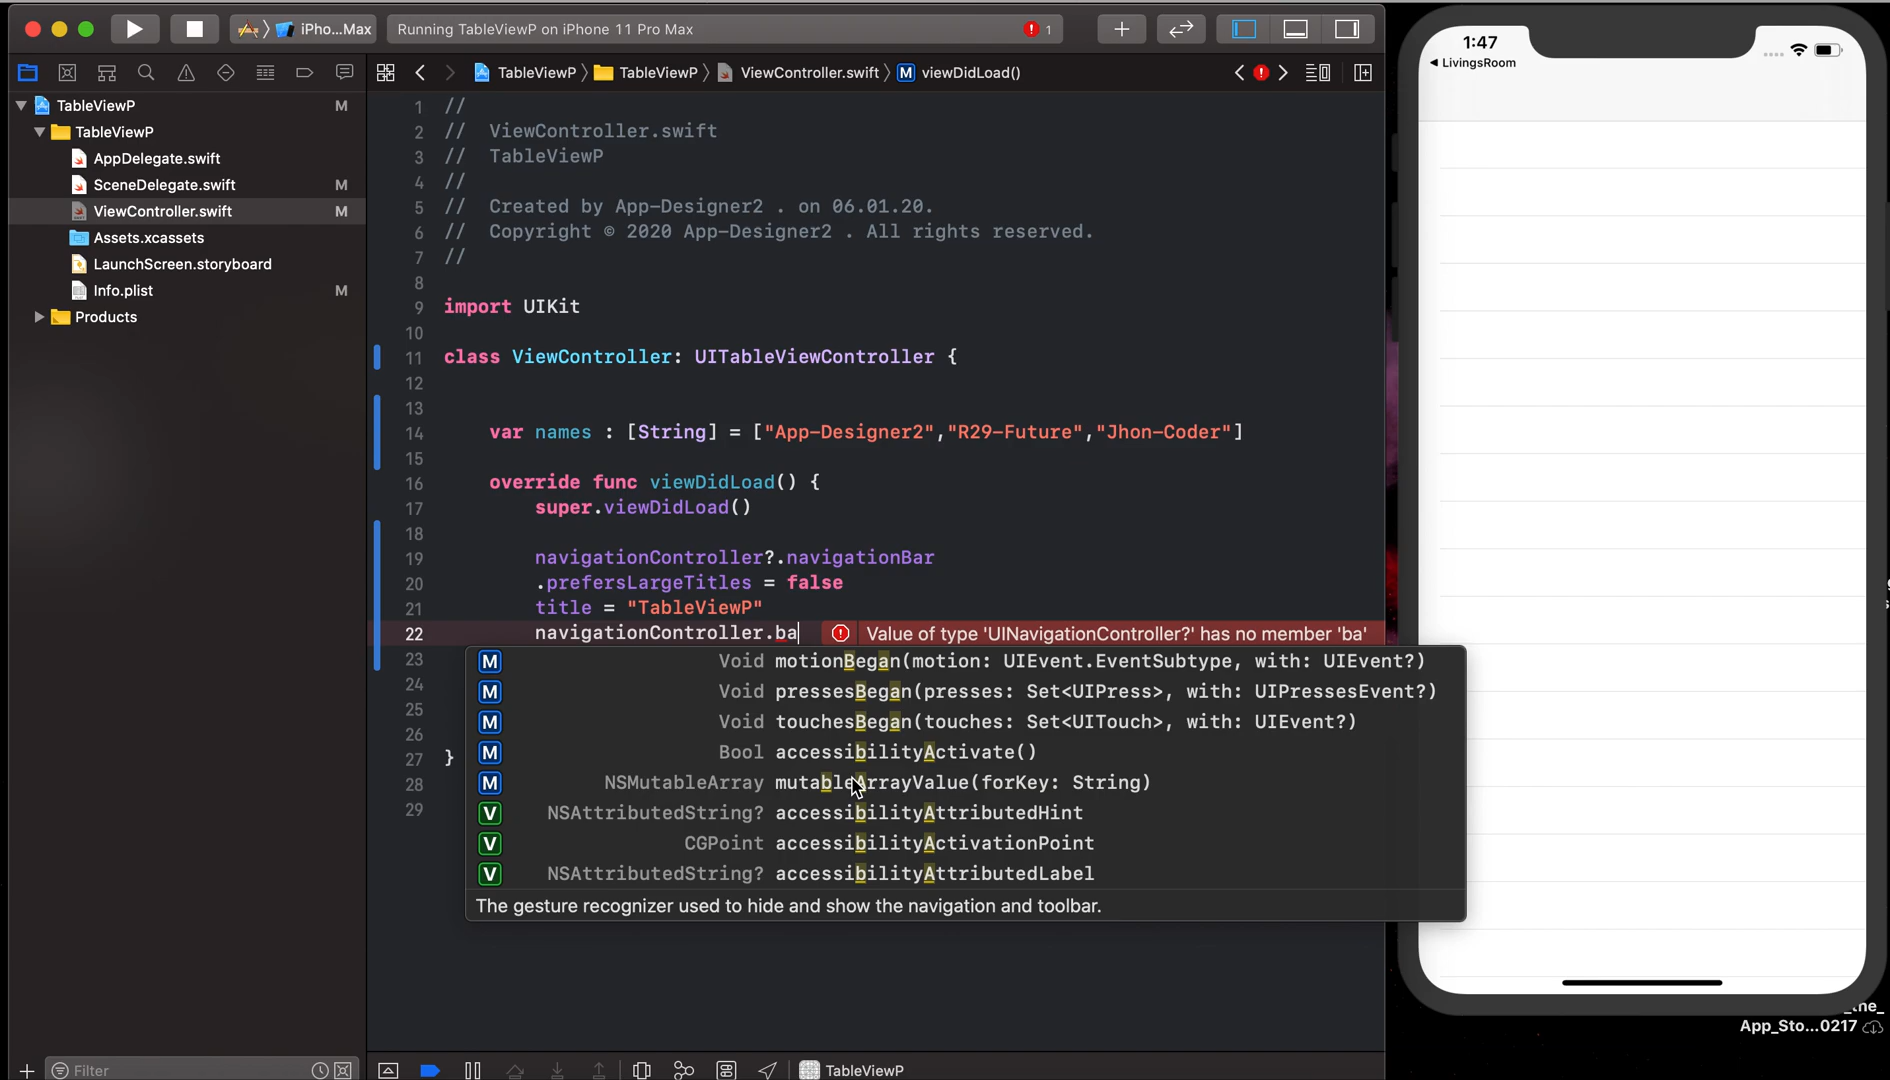 iPho...Max
Running TableViewP on iPhone 11 Pro Max
1
TableViewP
TableViewP
ViewController.swift
viewDidLoad()
TableViewP M
TableViewP
AppDelegate.swift
SceneDelegate.swift M
ViewController.swift M
Assets.xcassets
LaunchScreen.storyboard
Info.plist M
Products
1 //
2 // ViewController.swift
3 // TableViewP
4 //
5 // Created by App-Designer2 . on 06.01.20.
6 // Copyright © 2020 App-Designer2 . All rights reserved.
7 //
8
9 import UIKit
10
11 class ViewController: UITableViewController {
12
13
14 var names : [String] = ["App-Designer2","R29-Future","Jhon-Coder"]
15
16 override func viewDidLoad() {
17 super.viewDidLoad()
18
19 navigationController?.navigationBar
20 .prefersLargeTitles = false
21 title = "TableViewP"
22 navigationController.ba Value of type 'UINavigationController?' has no member 'ba'
23
24
25
26
27 }
28
29
M Void motionBegan(motion: UIEvent.EventSubtype, with: UIEvent?)
M Void pressesBegan(presses: Set<UIPress>, with: UIPressesEvent?)
M Void touchesBegan(touches: Set<UITouch>, with: UIEvent?)
M Bool accessibilityActivate()
M NSMutableArray mutableArrayValue(forKey: String)
V NSAttributedString? accessibilityAttributedHint
V CGPoint accessibilityActivationPoint
V NSAttributedString? accessibilityAttributedLabel
The gesture recognizer used to hide and show the navigation and toolbar.
Filter
TableViewP
1:47
LivingsRoom
_the_
App_Sto...0217